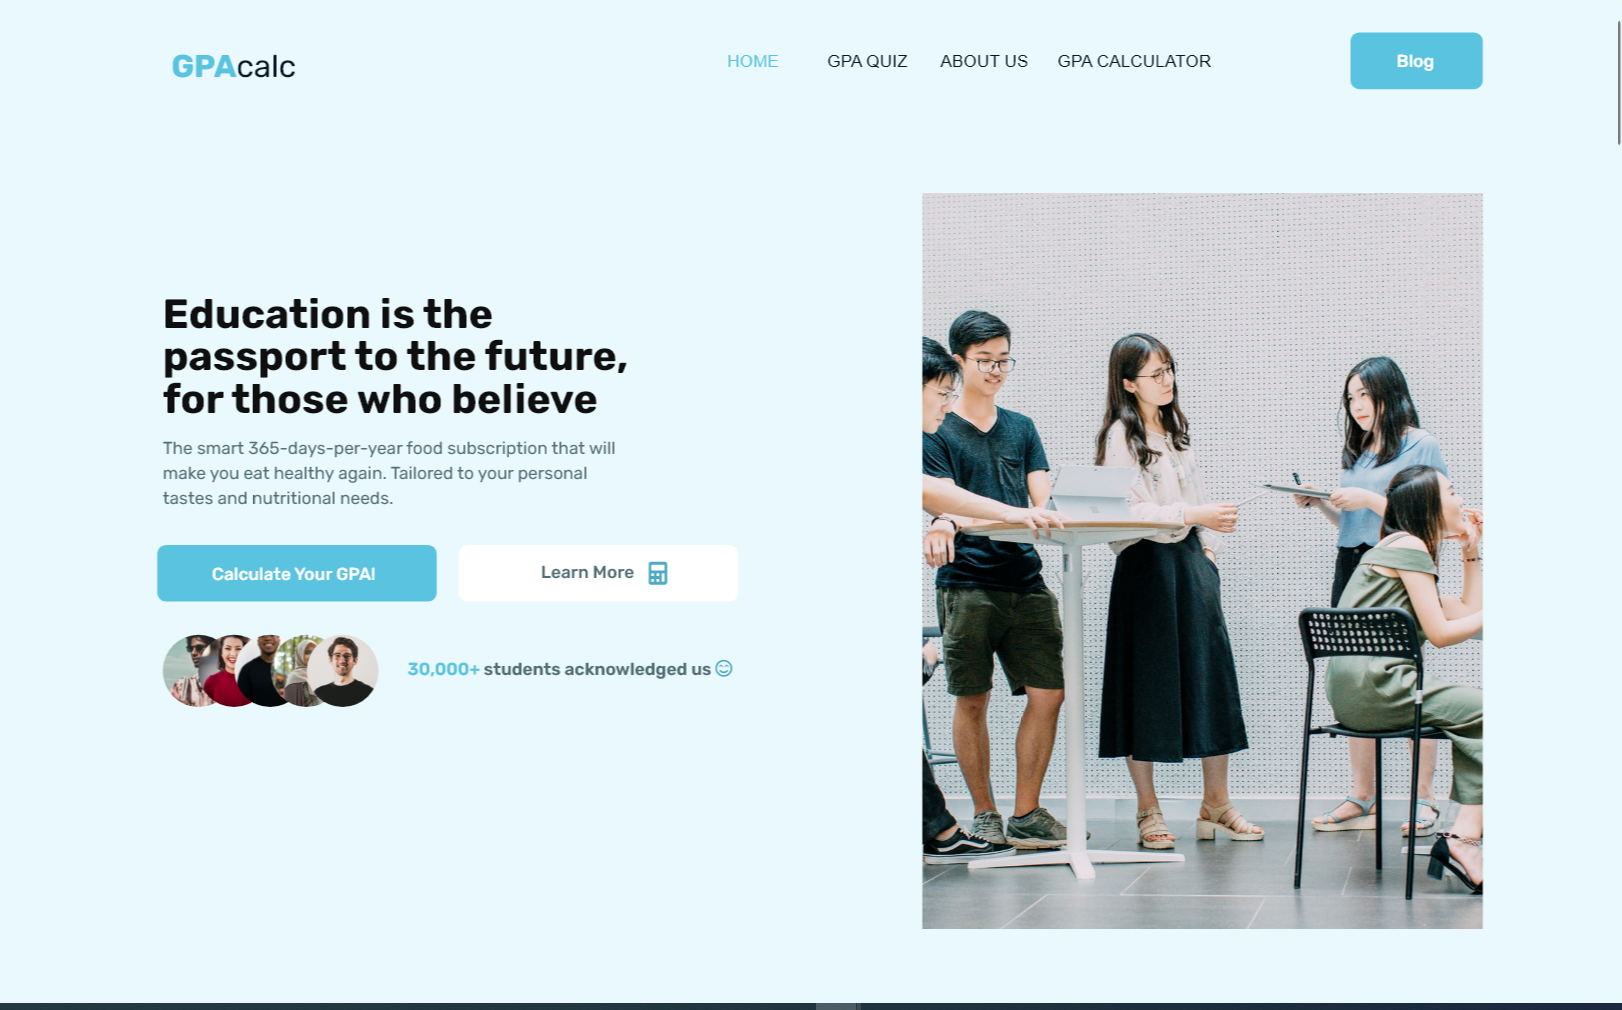 GPAcalc
HOME GPA QUIZ ABOUT US GPA CALCULATOR Blog
Education is the
passport to the future,
for those who believe
The smart 365-days-per-year food subscription that will
make you eat healthy again. Tailored to your personal
tastes and nutritional needs.
Calculate Your GPA!
Learn More
30,000+ students acknowledged us